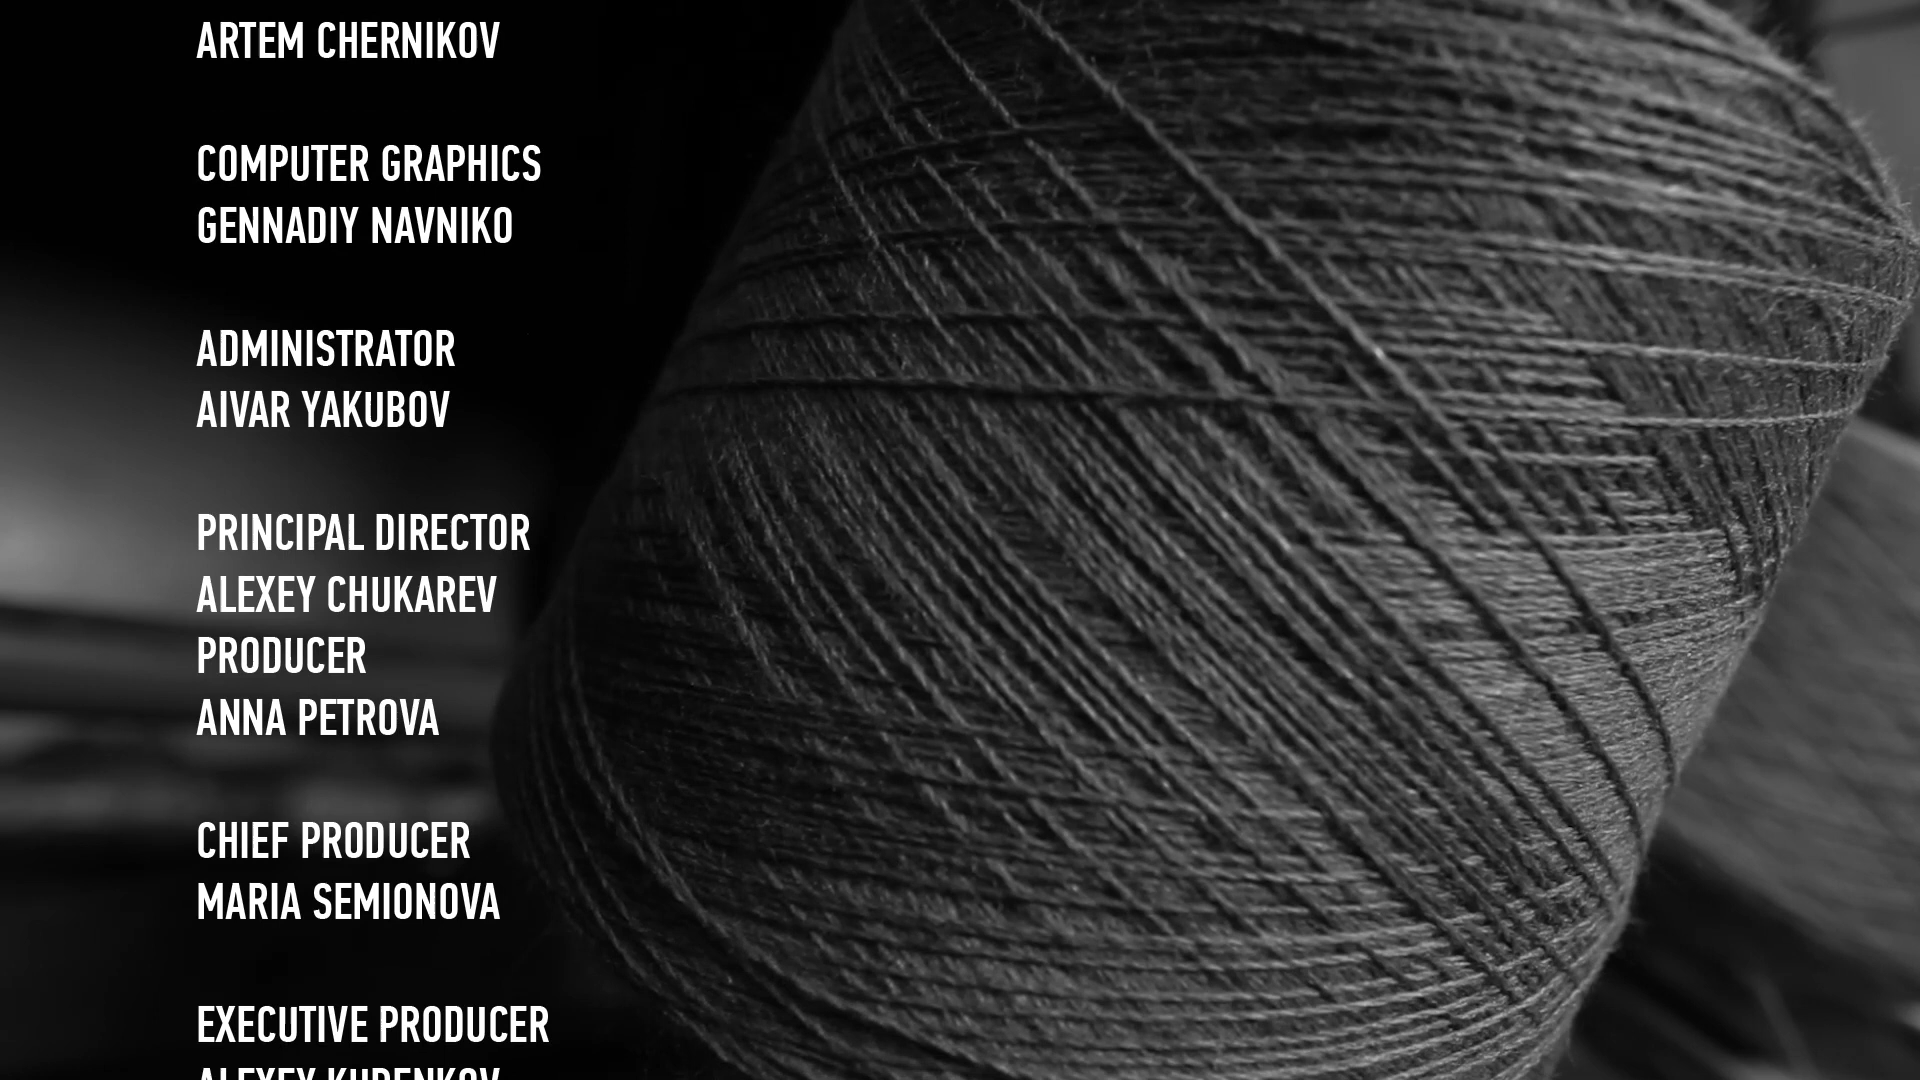 ARTEM CHERNIKOV
COMPUTER GRAPHICS
GENNADIY NAVNIKO
ADMINISTRATOR
AIVAR YAKUBOV
PRINCIPAL DIRECTOR
ALEXEY CHUKAREV
PRODUCER
ANNA PETROVA
CHIEF PRODUCER
MARIA SEMIONOVA
EXECUTIVE PRODUCER
ALEXEY